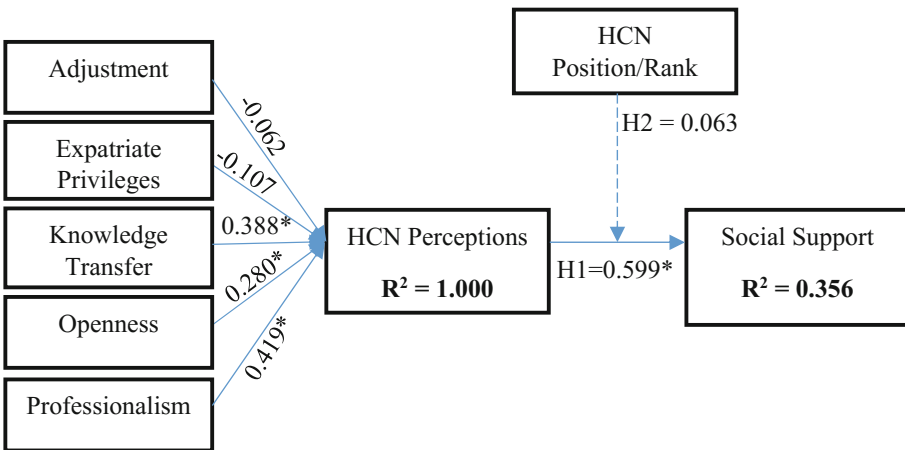 Adjustment
Expatriate
Privileges
Knowledge
Transfer
Openness
Professionalism
-0.062
-0.107
0.388*
0.280*
0.419*
HCN Perceptions
R² = 1.000
HCN
Position/Rank
H2 = 0.063
H1=0.599*
Social Support
R² = 0.356